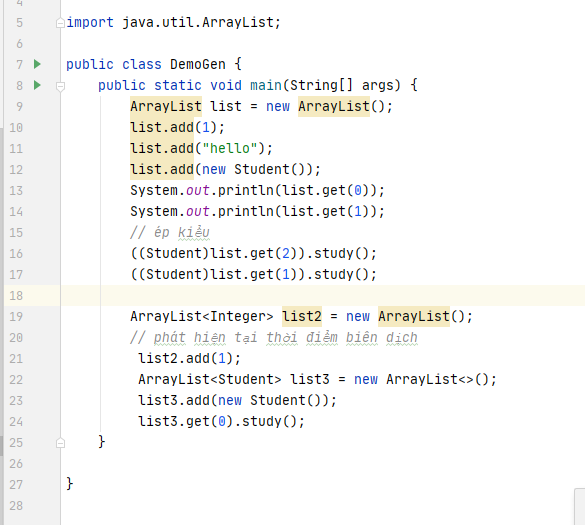 4
5 import java.util.ArrayList;
6
7 public class DemoGen {
8 public static void main(String[] args) {
9 ArrayList list = new ArrayList();
10 list.add(1);
11 list.add("hello");
12 list.add(new Student());
13 System.out.println(list.get(0));
14 System.out.println(list.get(1));
15 // ép kiểu
16 ((Student)list.get(2)).study();
17 ((Student)list.get(1)).study();
18
19 ArrayList<Integer> list2 = new ArrayList();
20 // phát hiện tại thời điểm biên dịch
21 list2.add(1);
22 ArrayList<Student> list3 = new ArrayList<>();
23 list3.add(new Student());
24 list3.get(0).study();
25 }
26
27 }
28